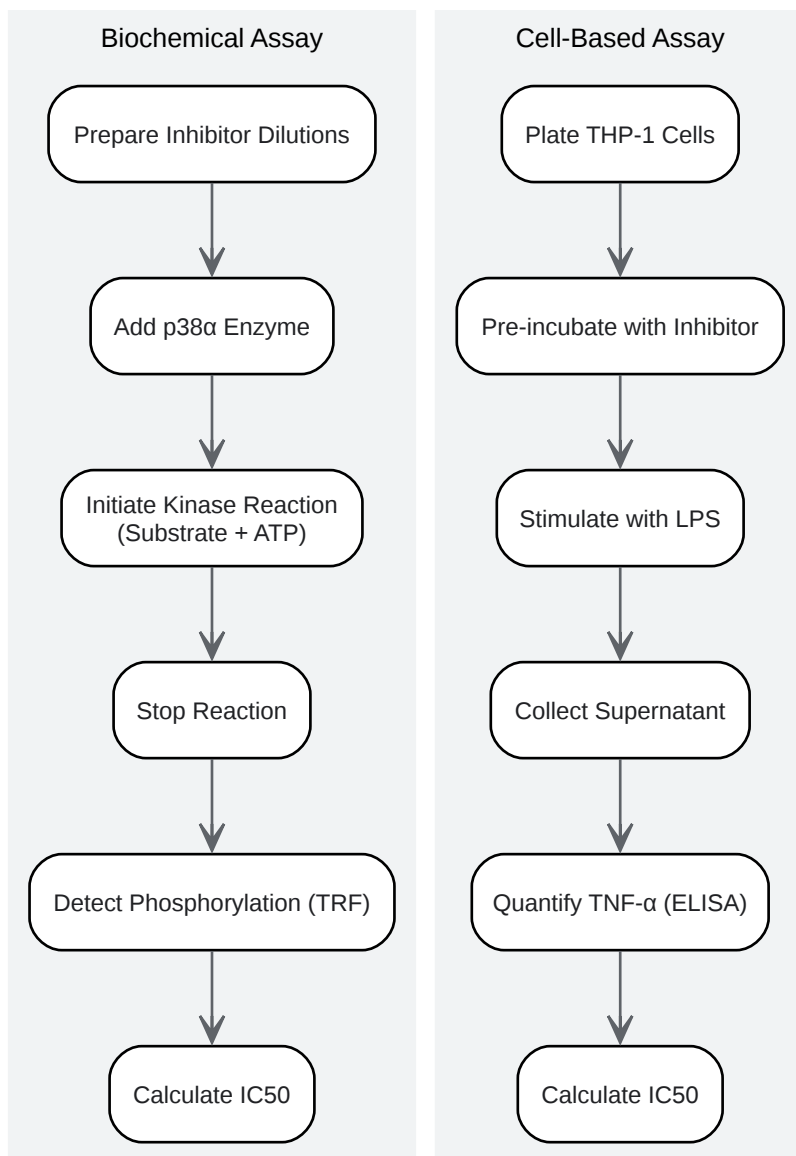 Biochemical Assay
Prepare Inhibitor Dilutions
Add p38α Enzyme
Initiate Kinase Reaction
(Substrate + ATP)
Stop Reaction
Detect Phosphorylation (TRF)
Calculate IC50
Cell-Based Assay
Plate THP-1 Cells
Pre-incubate with Inhibitor
Stimulate with LPS
Collect Supernatant
Quantify TNF-α (ELISA)
Calculate IC50